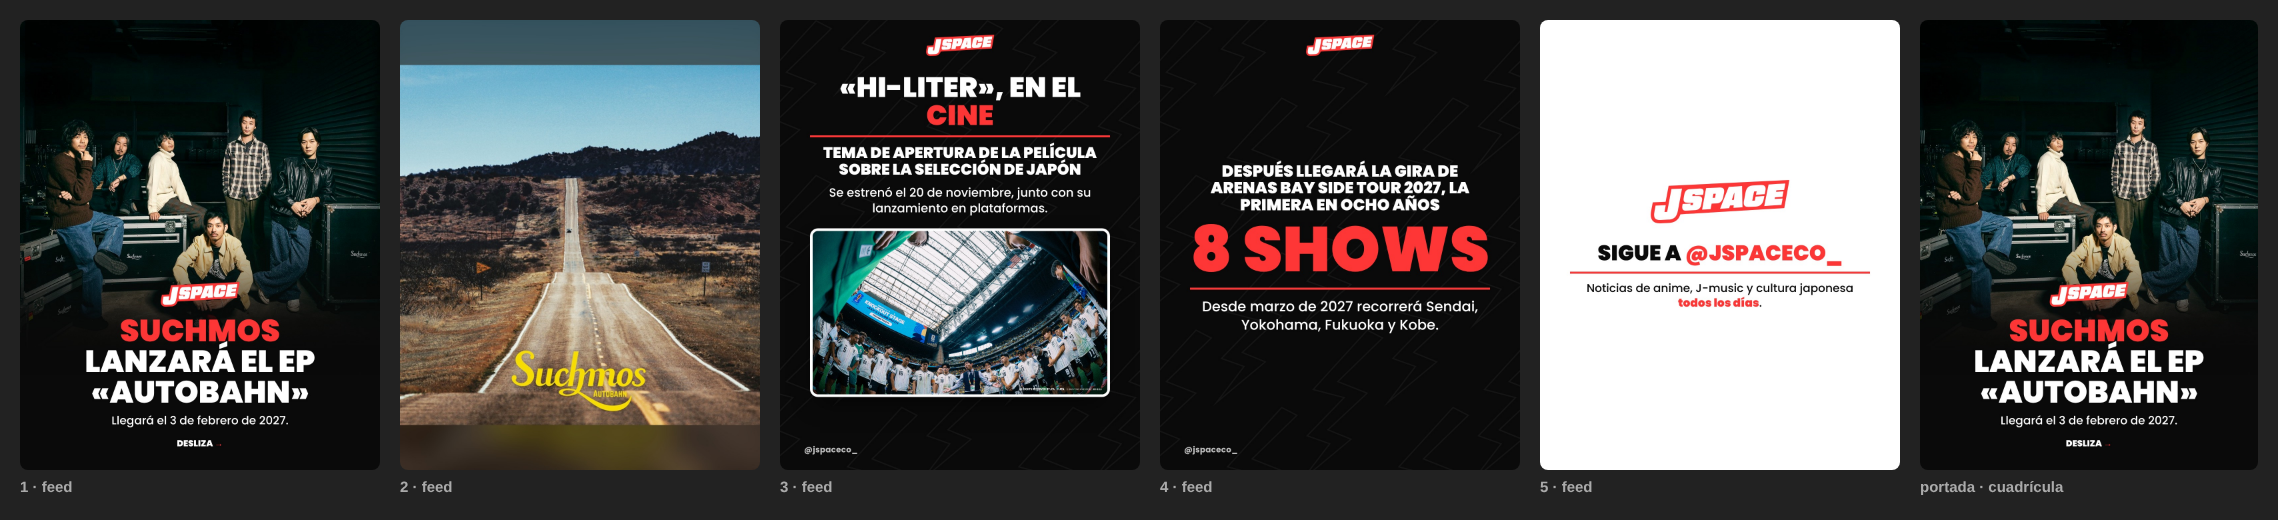 JSPACE
SUCHMOS
LANZARÁ EL EP
«AUTOBAHN»
Llegará el 3 de febrero de 2027.
DESLIZA
1 · feed
Suchmos
AUTOBAHN
2 · feed
JSPACE
«HI-LITER», EN EL
CINE
TEMA DE APERTURA DE LA PELÍCULA
SOBRE LA SELECCIÓN DE JAPÓN
Se estrenó el 20 de noviembre, junto con su
lanzamiento en plataformas.
@jspaceco_
3 · feed
JSPACE
DESPUÉS LLEGARÁ LA GIRA DE
ARENAS BAY SIDE TOUR 2027, LA
PRIMERA EN OCHO AÑOS
8 SHOWS
Desde marzo de 2027 recorrerá Sendai,
Yokohama, Fukuoka y Kobe.
@jspaceco_
4 · feed
JSPACE
SIGUE A @JSPACECO_
Noticias de anime, J-music y cultura japonesa
todos los días.
5 · feed
JSPACE
SUCHMOS
LANZARÁ EL EP
«AUTOBAHN»
Llegará el 3 de febrero de 2027.
DESLIZA
portada · cuadrícula